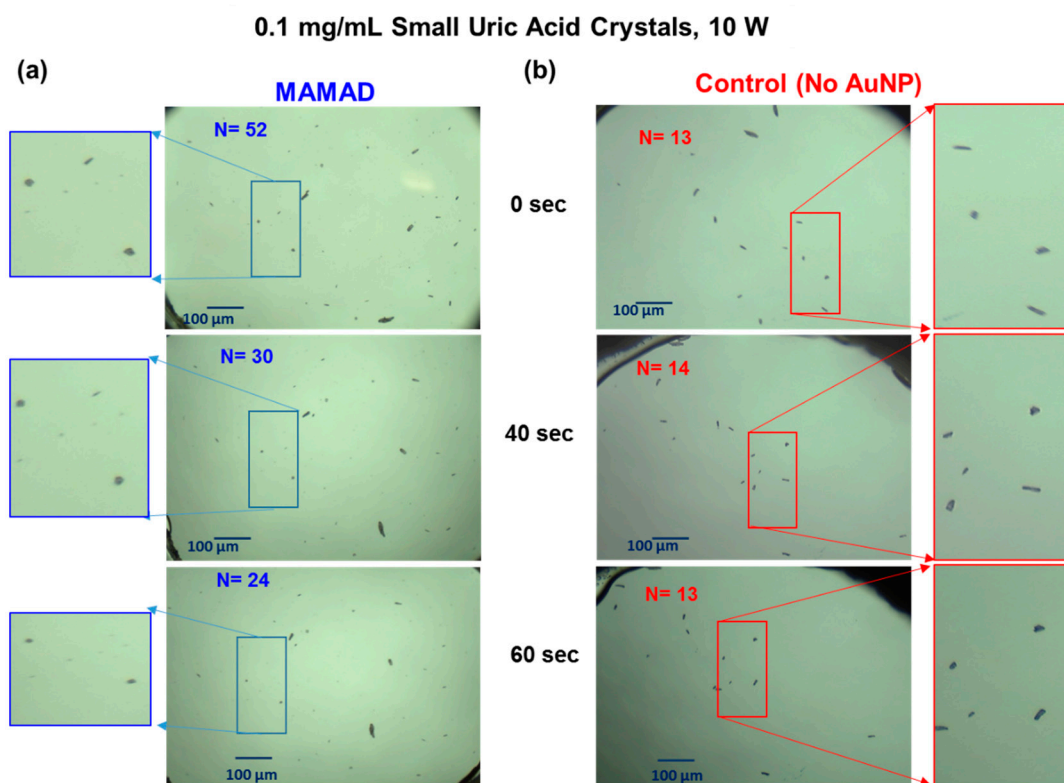 0.1 mg/mL Small Uric Acid Crystals, 10 W
(a)
MAMAD
(b)
Control (No AuNP)
N= 52
N= 13
0 sec
100 µm
100 µm
N= 30
N= 14
40 sec
100 µm
100 µm
N= 24
N= 13
60 sec
100 µm
100 µm